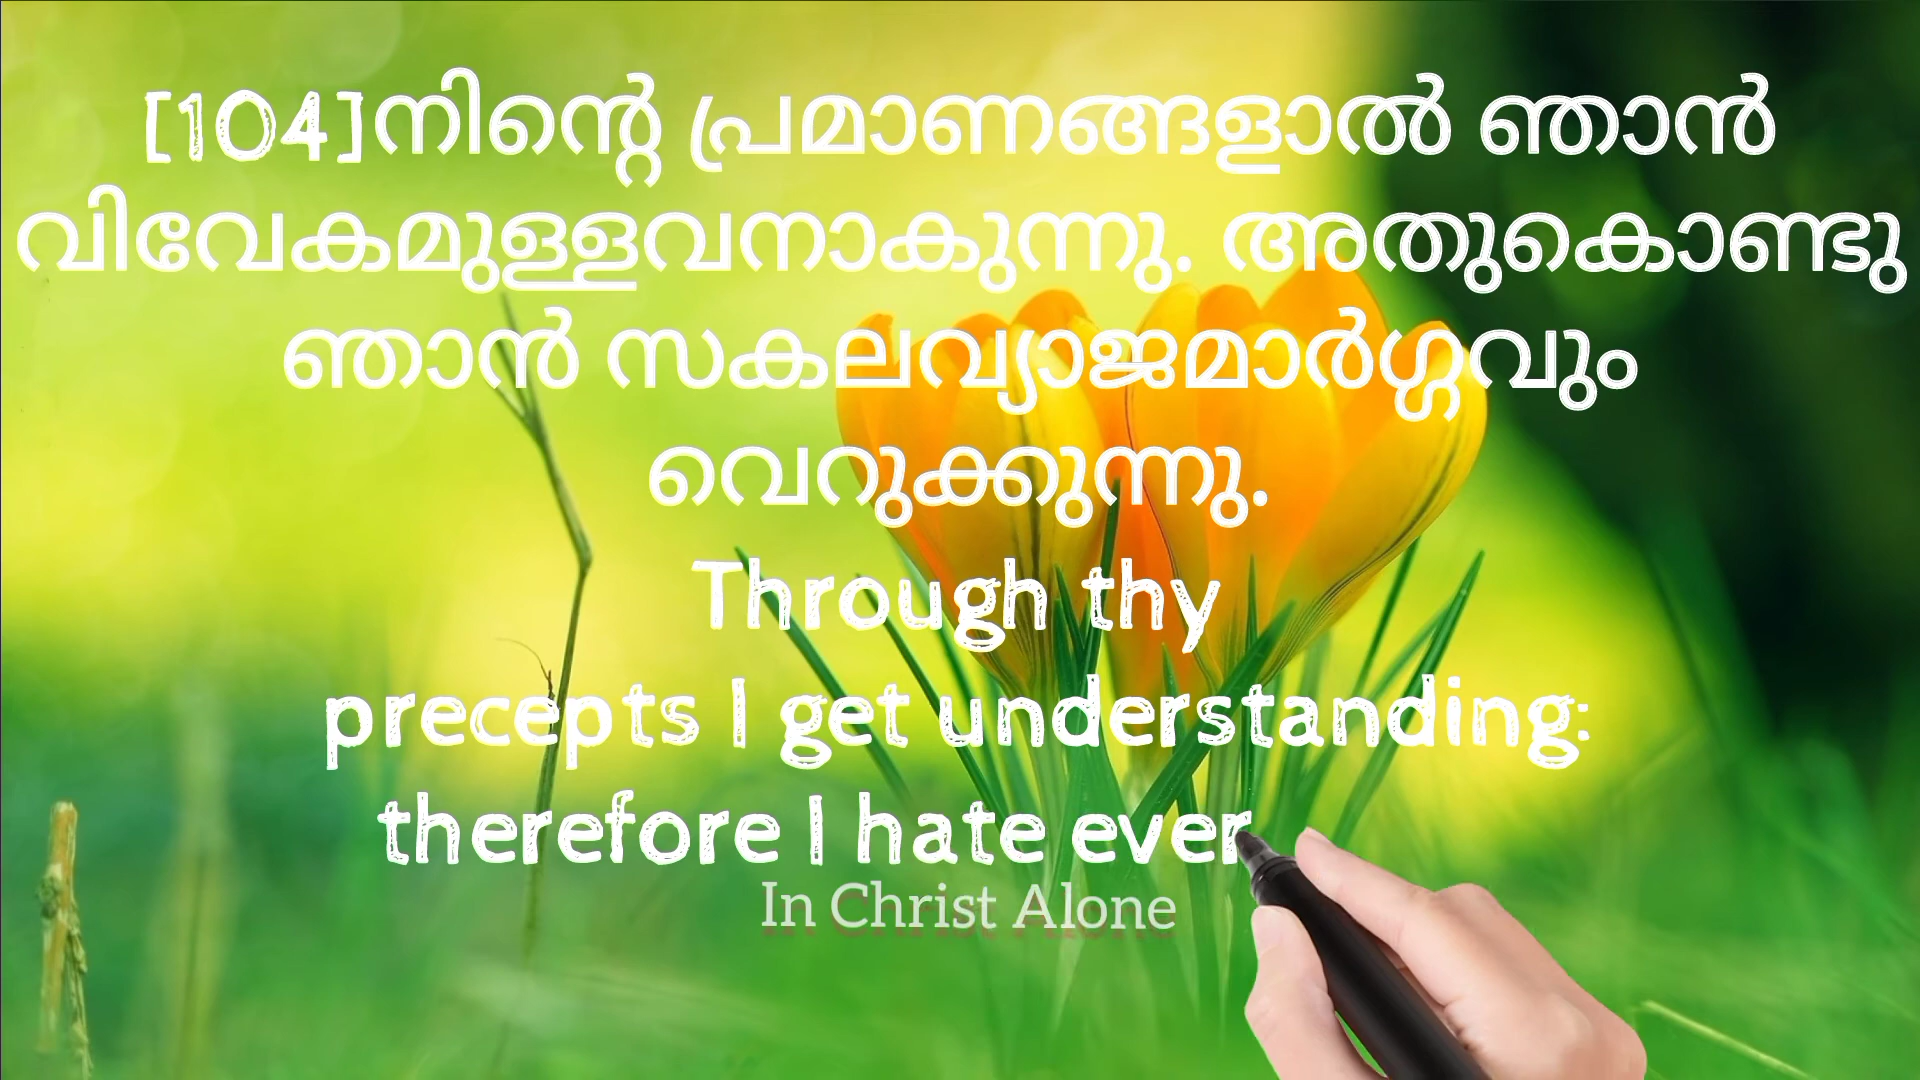 [104]നിന്റെ പ്രമാണങ്ങളാൽ ഞാൻ
വിവേകമുള്ളവനാകുന്നു. അതുകൊണ്ടു
ഞാൻ സകലവ്യാജമാർഗ്ഗവും
വെറുക്കുന്നു.
Through thy
precepts I get understanding:
therefore I hate ever
In Christ Alone